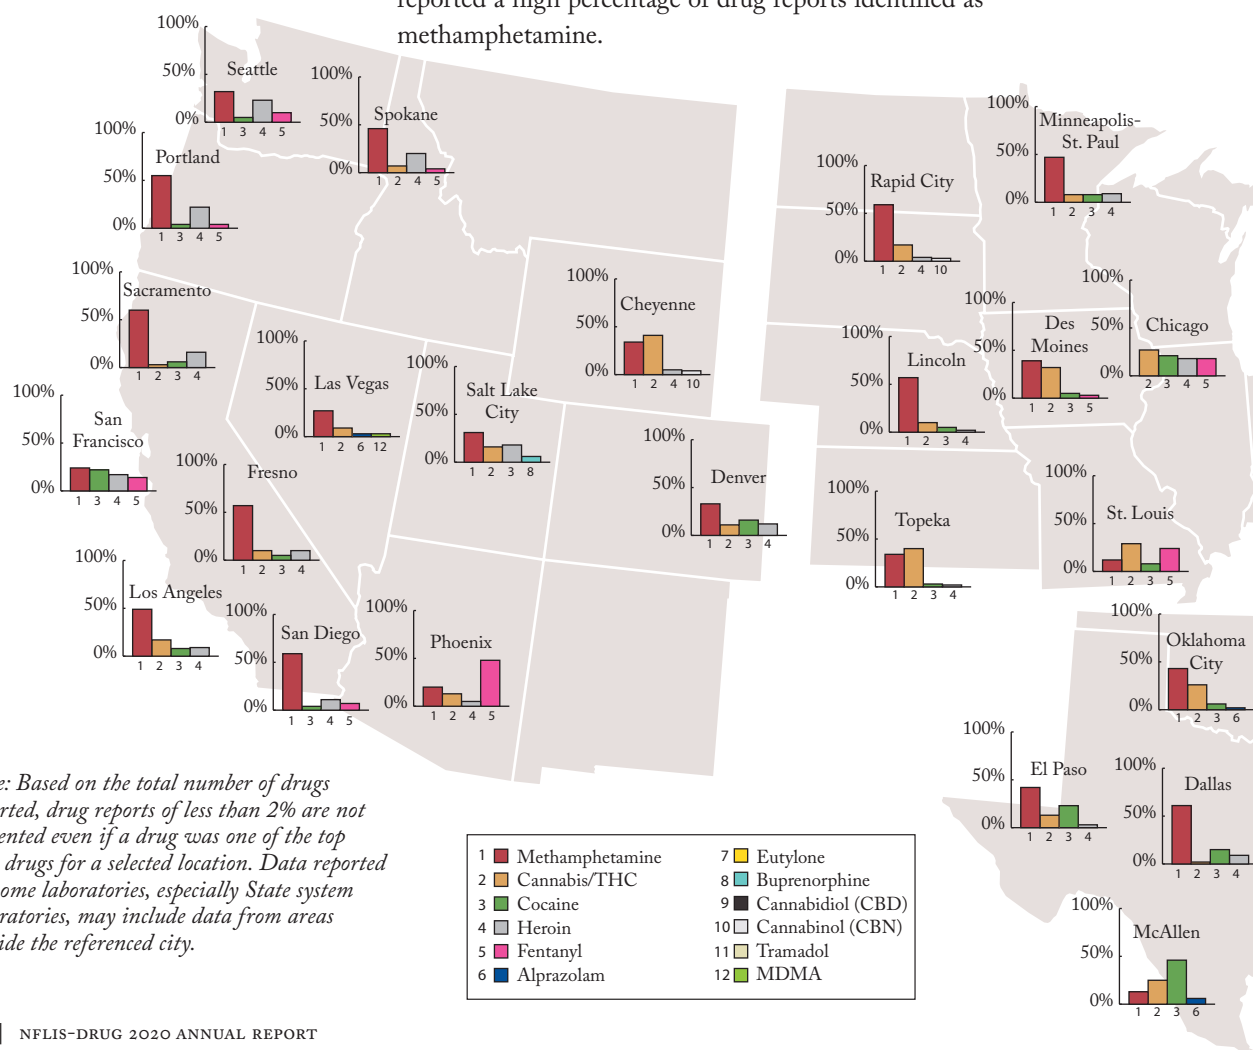 reported a high percentage of drug reports identified as
methamphetamine.
100%
50%
0%
Seattle
1 3 4 5
100%
50%
0%
Spokane
1 2 4 5
100%
50%
0%
Portland
1 3 4 5
100%
50%
0%
Sacramento
1 2 3 4
100%
50%
0%
San
Francisco
1 3 4 5
100%
50%
0%
Las Vegas
1 2 6 12
100%
50%
0%
Salt Lake
City
1 2 3 8
100%
50%
0%
Cheyenne
1 2 4 10
100%
50%
0%
Fresno
1 2 3 4
100%
50%
0%
Denver
1 2 3 4
100%
50%
0%
Los Angeles
1 2 3 4
100%
50%
0%
San Diego
1 3 4 5
100%
50%
0%
Phoenix
1 2 4 5
100%
50%
0%
Rapid City
1 2 4 10
100%
50%
0%
Minneapolis-
St. Paul
1 2 3 4
100%
50%
0%
Lincoln
1 2 3 4
100%
50%
0%
Des
Moines
1 2 3 5
100%
50%
0%
Chicago
2 3 4 5
100%
50%
0%
Topeka
1 2 3 4
100%
50%
0%
St. Louis
1 2 3 5
100%
50%
0%
Oklahoma
City
1 2 3 6
100%
50%
0%
El Paso
1 2 3 4
100%
50%
0%
Dallas
1 2 3 4
100%
50%
0%
McAllen
1 2 3 6
e: Based on the total number of drugs
rted, drug reports of less than 2% are not
ented even if a drug was one of the top
drugs for a selected location. Data reported
ome laboratories, especially State system
ratories, may include data from areas
ide the referenced city.
1 Methamphetamine
2 Cannabis/THC
3 Cocaine
4 Heroin
5 Fentanyl
6 Alprazolam
7 Eutylone
8 Buprenorphine
9 Cannabidiol (CBD)
10 Cannabinol (CBN)
11 Tramadol
12 MDMA
NFLIS-DRUG 2020 ANNUAL REPORT